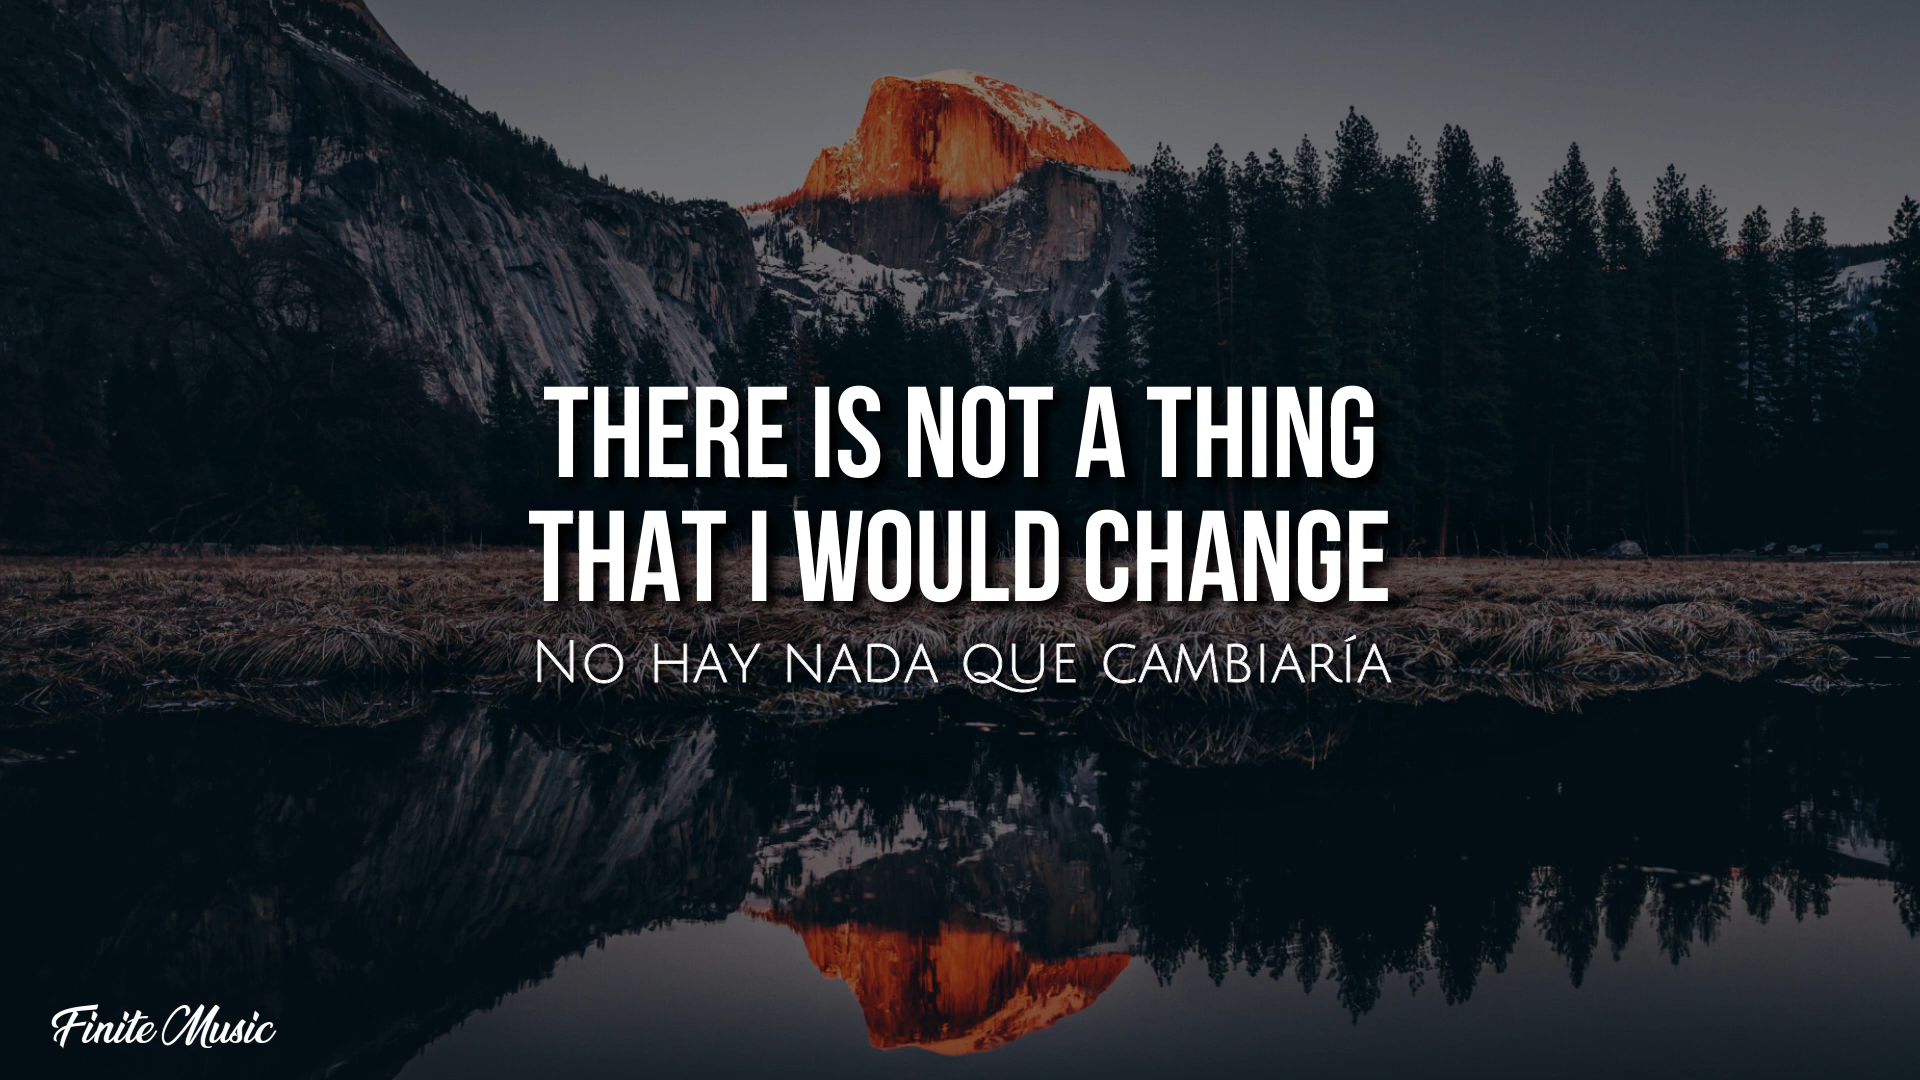 THERE IS NOT A THING
THAT I WOULD CHANGE
No hay nada que cambiaría
Finite Music